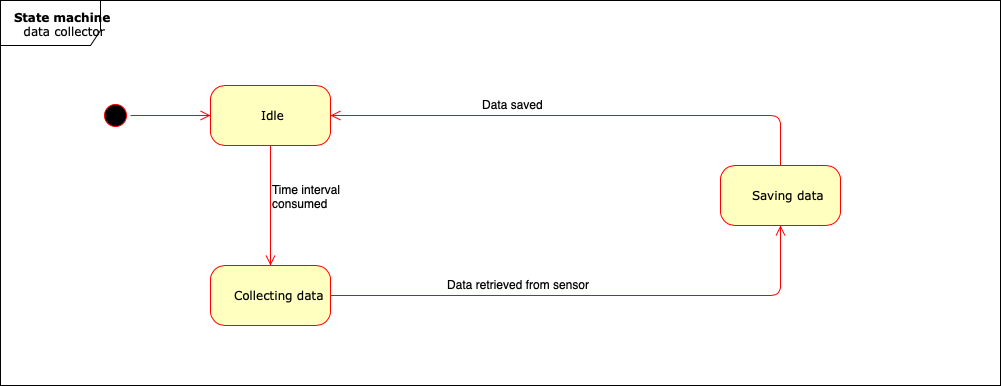 State machine
data collector
Idle
Data saved
Time interval
consumed
Saving data
Collecting data
Data retrieved from sensor